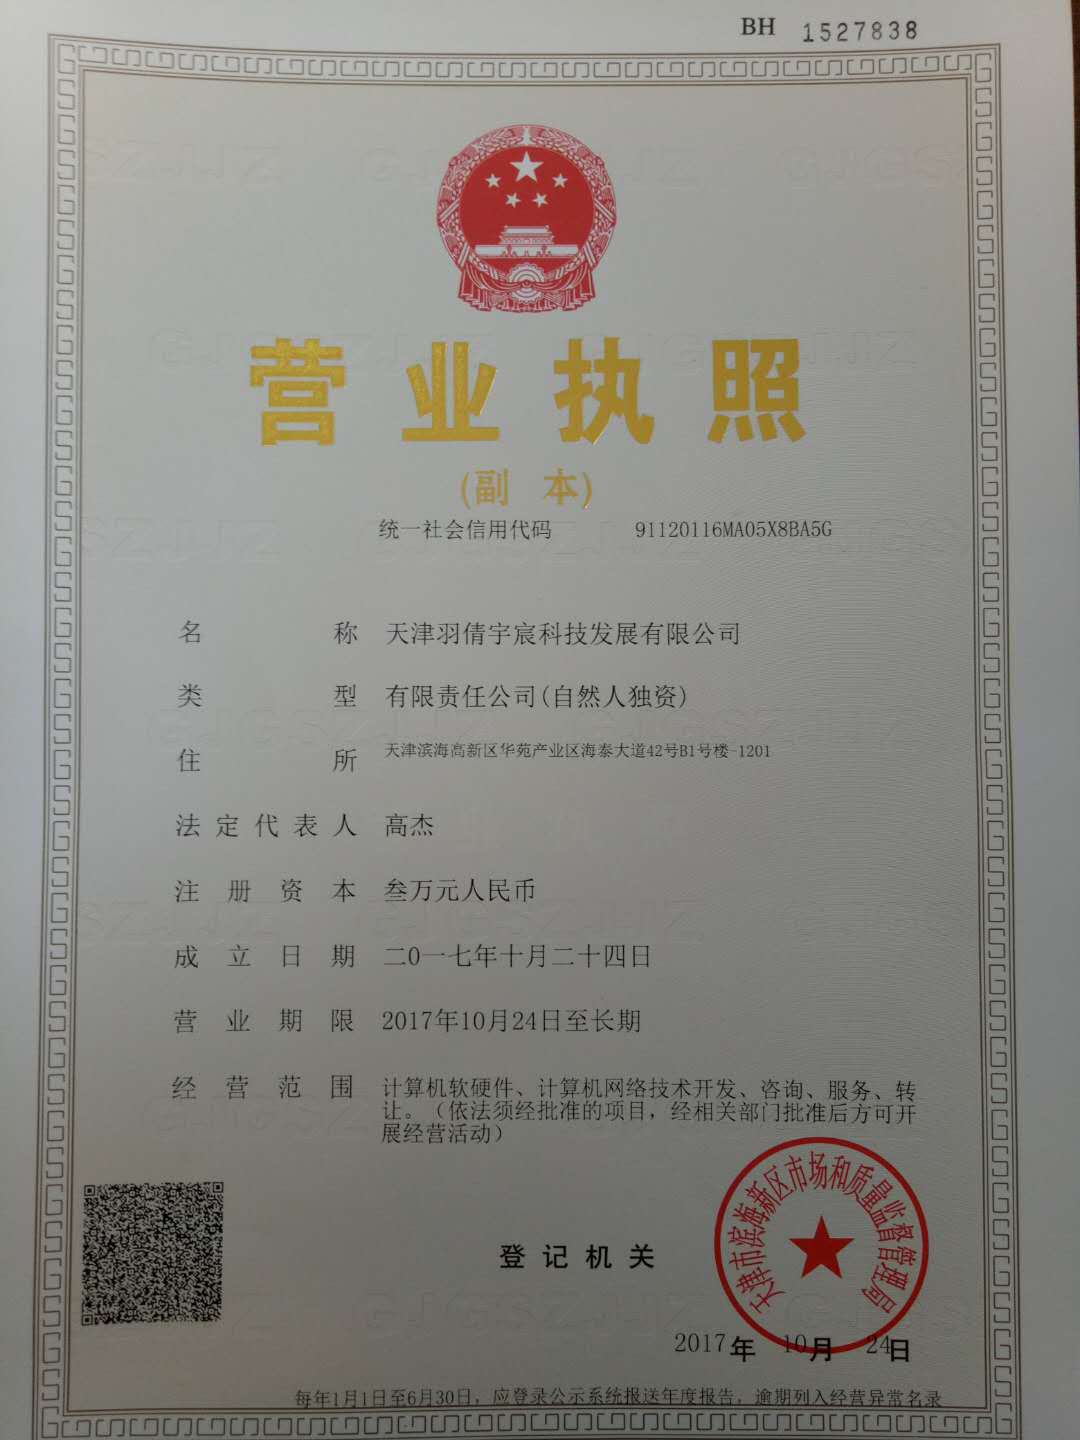 BH 1527838
营业执照
(副 本)
统一社会信用代码 91120116MA05X8BA5G
名称 天津羽倩宇宸科技发展有限公司
类型 有限责任公司(自然人独资)
住所 天津滨海高新区华苑产业区海泰大道42号B1号楼-1201
法定代表人 高杰
注册资本 叁万元人民币
成立日期 二0一七年十月二十四日
营业期限 2017年10月24日至长期
经营范围 计算机软硬件、计算机网络技术开发、咨询、服务、转
让。（依法须经批准的项目，经相关部门批准后方可开
展经营活动）
天津市滨海新区市场和质量监督管理局
登记机关
2017年 10月 24日
每年1月1日至6月30日，应登录公示系统报送年度报告，逾期列入经营异常名录